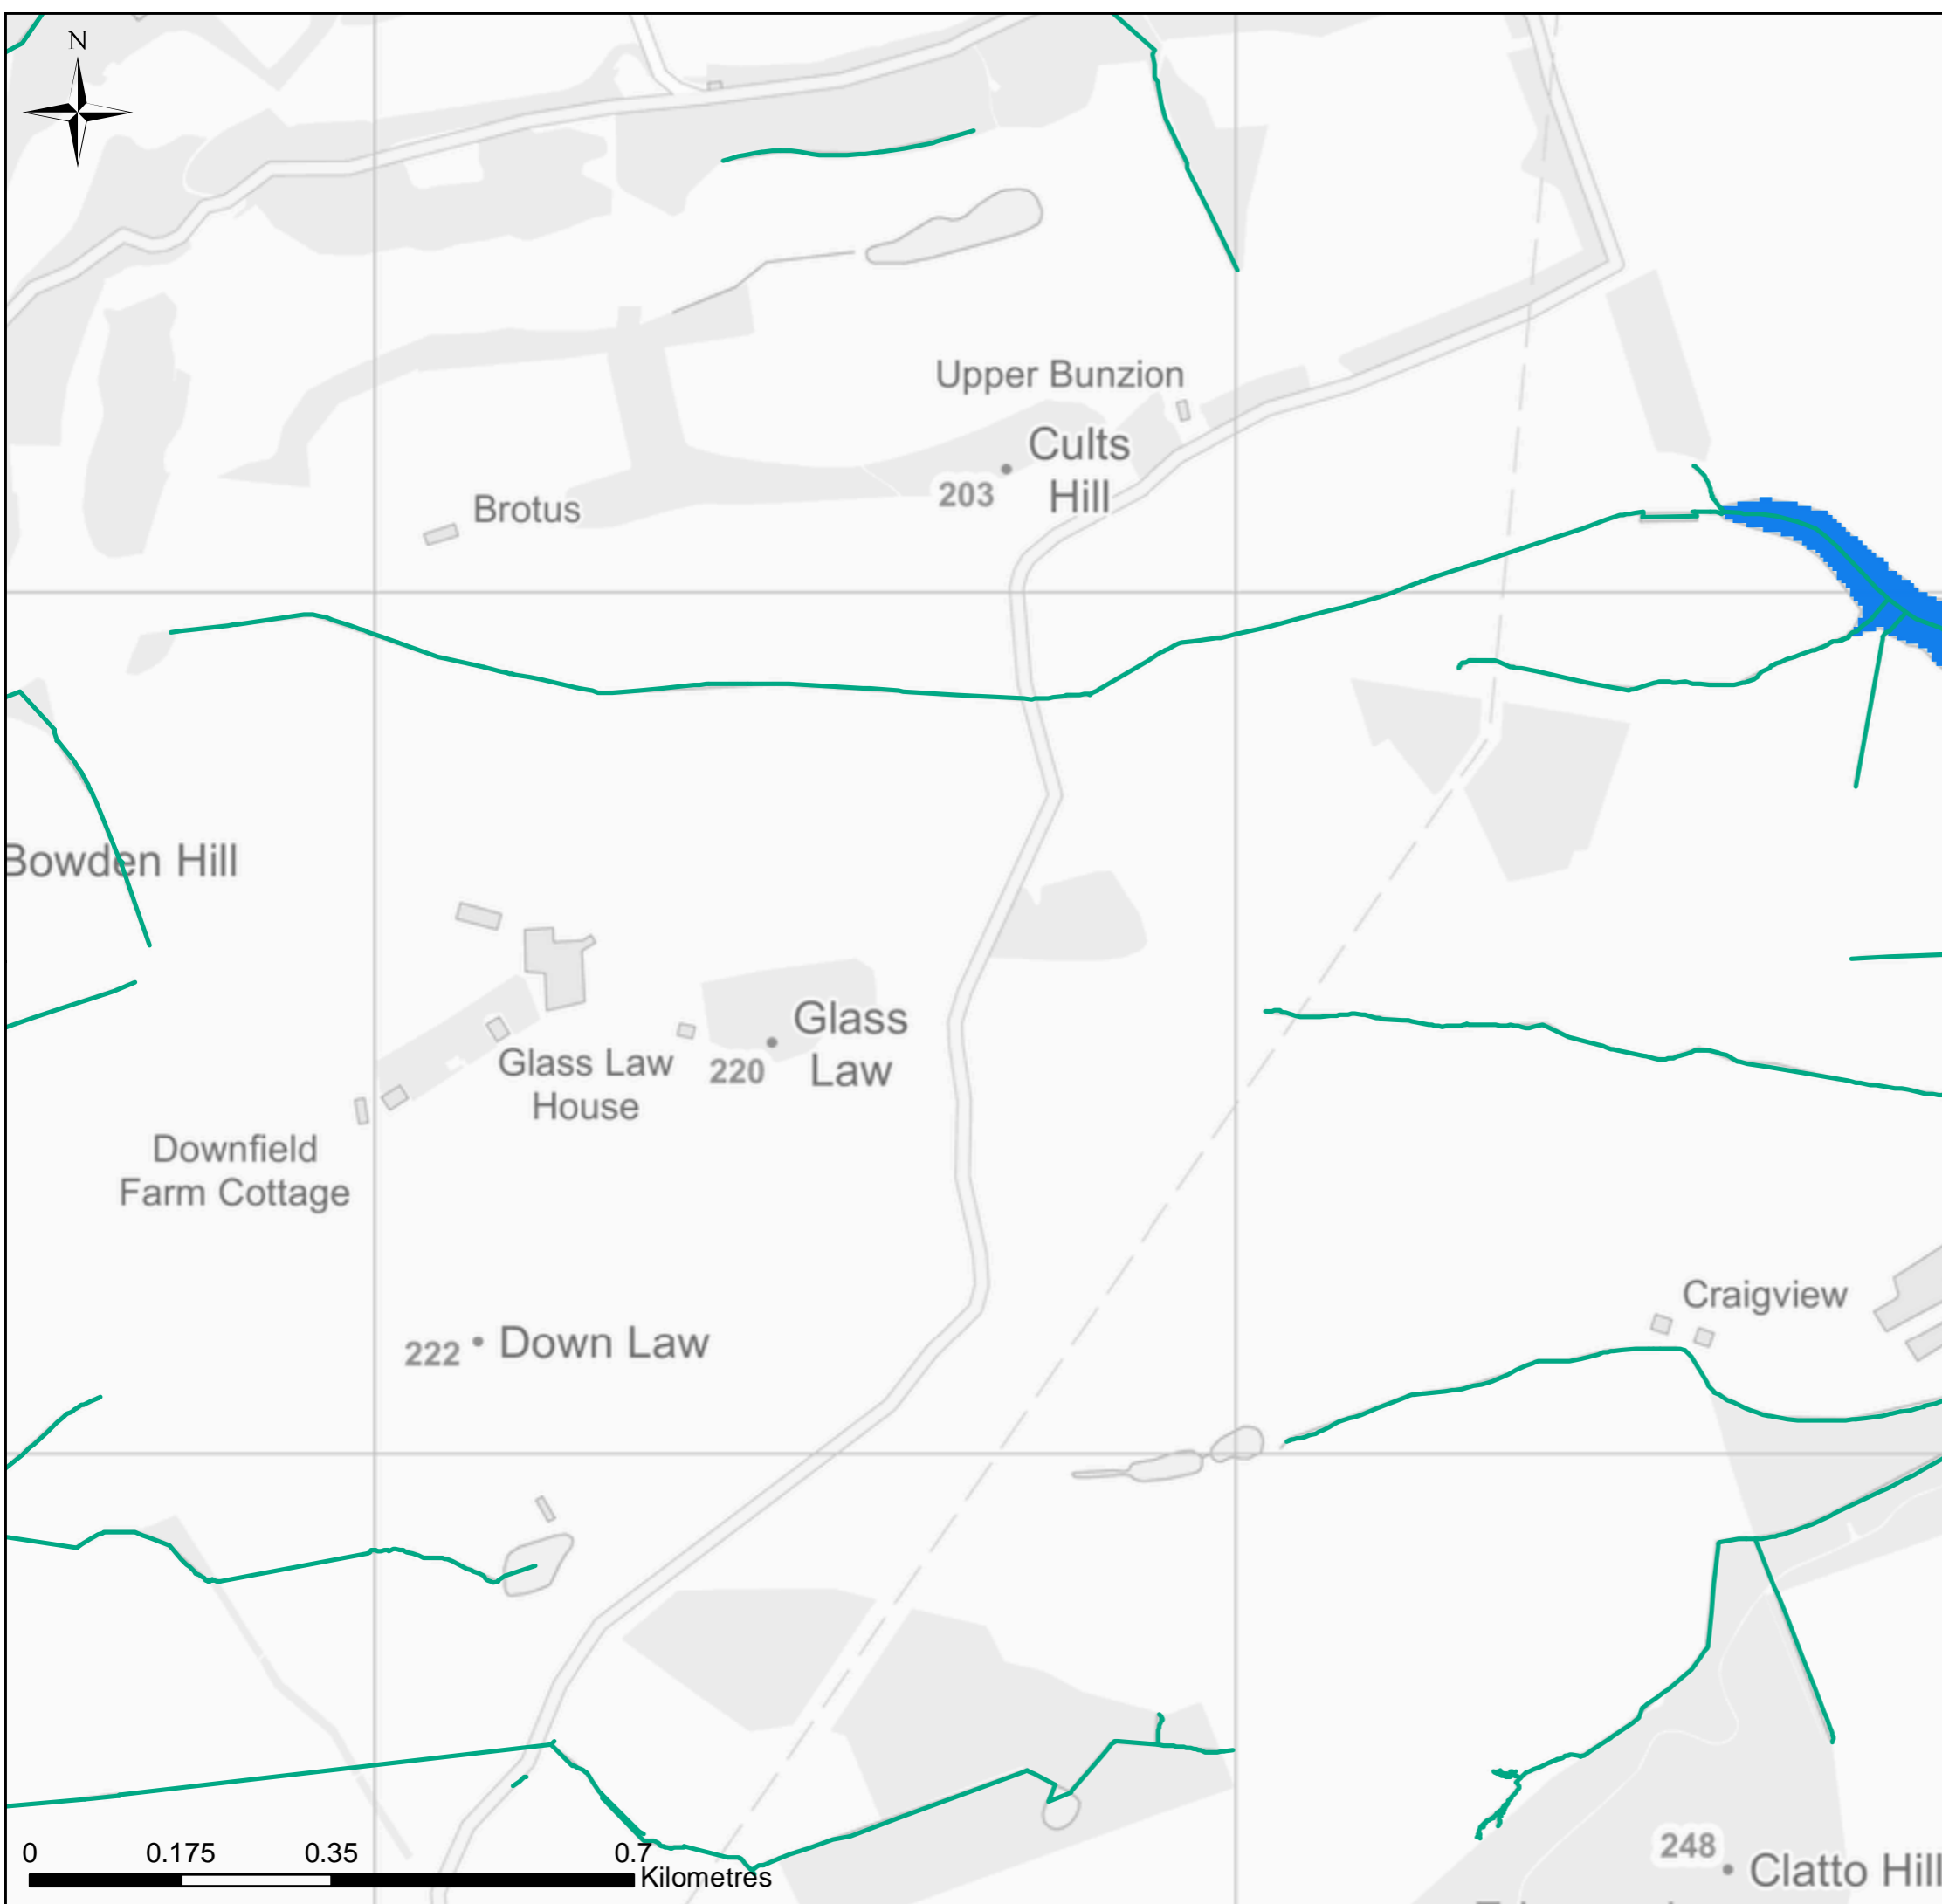 N
Upper Bunzion
Cults
Hill
203
Brotus
Bowden Hill
Glass
Law
220
Glass Law
House
Downfield
Farm Cottage
Craigview
222
Down Law
248
Clatto Hill
0 0.175 0.35 0.7
Kilometres